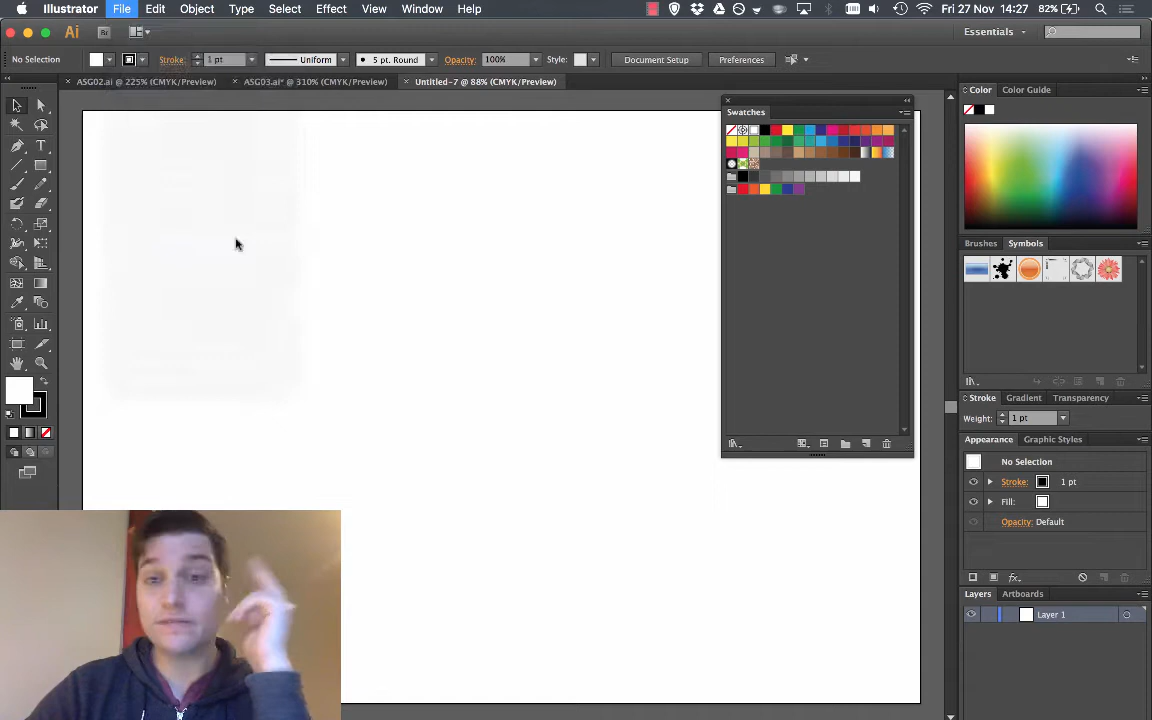 Illustrator File Edit Object Type Select Effect View Window Help 82% Fri 27 Nov 14:27
Ai Br Essentials
No Selection Stroke: 1 pt Uniform 5 pt. Round Opacity: 100% Style: Document Setup Preferences
ASG02.ai @ 225% (CMYK/Preview) ASG03.ai* @ 310% (CMYK/Preview) Untitled-7 @ 88% (CMYK/Preview)
Color Color Guide
Swatches
Brushes Symbols
Stroke Gradient Transparency
Weight: 1 pt
Appearance Graphic Styles
No Selection
Stroke: 1 pt
Fill:
Opacity: Default
fx
Layers Artboards
Layer 1